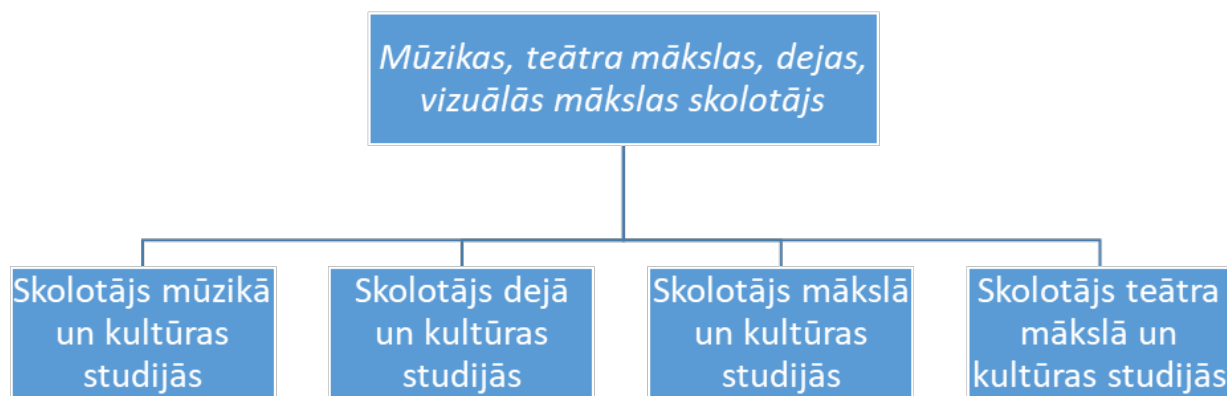 Mūzikas, teātra mākslas, dejas,
vizuālās mākslas skolotājs
Skolotājs mūzikā
un kultūras
studijās
Skolotājs dejā
un kultūras
studijās
Skolotājs mākslā
un kultūras
studijās
Skolotājs teātra
mākslā un
kultūras studijās